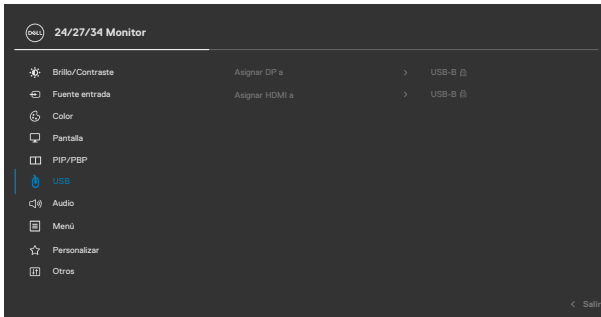 DELL
24/27/34 Monitor
Brillo/Contraste
Asignar DP a
USB-B
Fuente entrada
Asignar HDMI a
USB-B
Color
Pantalla
PIP/PBP
USB
Audio
Menú
Personalizar
Otros
Salir